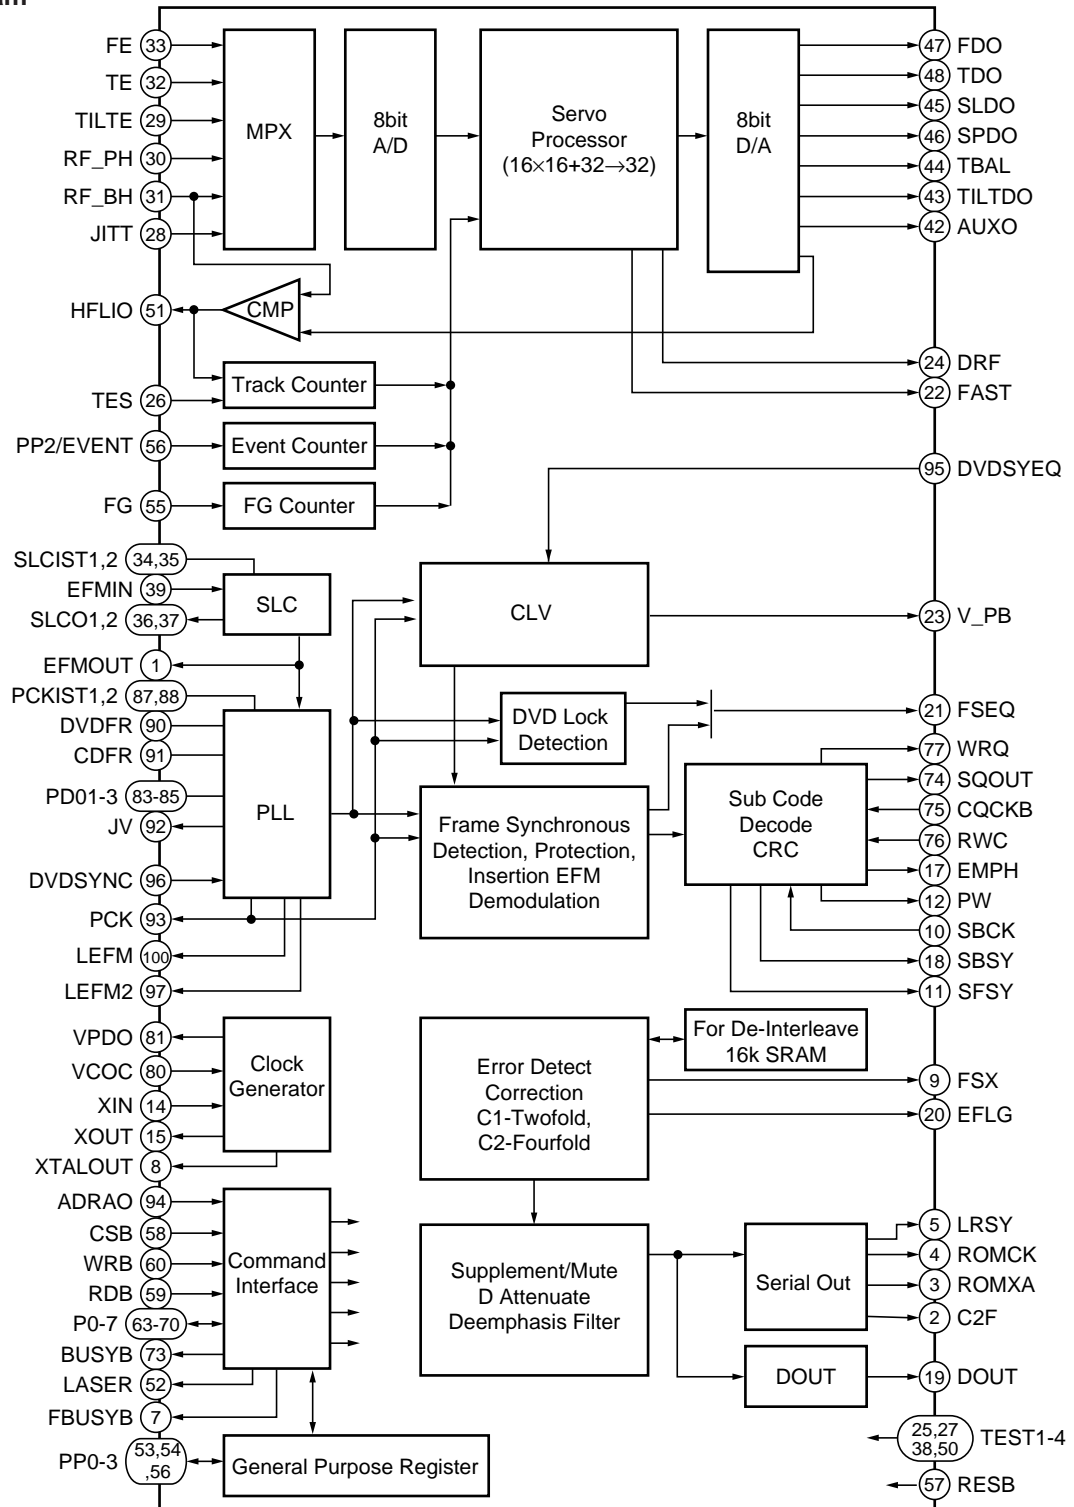 FE 33
TE 32
TILTE 29
RF_PH 30
RF_BH 31
JITT 28
HFLIO 51
TES 26
PP2/EVENT 56
FG 55
SLCIST1,2 34,35
EFMIN 39
SLCO1,2 36,37
EFMOUT 1
PCKIST1,2 87,88
DVDFR 90
CDFR 91
PD01-3 83-85
JV 92
DVDSYNC 96
PCK 93
LEFM 100
LEFM2 97
VPDO 81
VCOC 80
XIN 14
XOUT 15
XTALOUT 8
ADRAO 94
CSB 58
WRB 60
RDB 59
P0-7 63-70
BUSYB 73
LASER 52
FBUSYB 7
PP0-3 53,54
,56
MPX
8bit
A/D
Servo
Processor
(16×16+32→32)
8bit
D/A
CMP
Track Counter
Event Counter
FG Counter
SLC
CLV
DVD Lock
Detection
PLL
Frame Synchronous
Detection, Protection,
Insertion EFM
Demodulation
Sub Code
Decode
CRC
Clock
Generator
Error Detect
Correction
C1-Twofold,
C2-Fourfold
For De-Interleave
16k SRAM
Command
Interface
Supplement/Mute
D Attenuate
Deemphasis Filter
Serial Out
DOUT
General Purpose Register
47 FDO
48 TDO
45 SLDO
46 SPDO
44 TBAL
43 TILTDO
42 AUXO
24 DRF
22 FAST
95 DVDSYEQ
23 V_PB
21 FSEQ
77 WRQ
74 SQOUT
75 CQCKB
76 RWC
17 EMPH
12 PW
10 SBCK
18 SBSY
11 SFSY
9 FSX
20 EFLG
5 LRSY
4 ROMCK
3 ROMXA
2 C2F
19 DOUT
25,27
38,50 TEST1-4
57 RESB